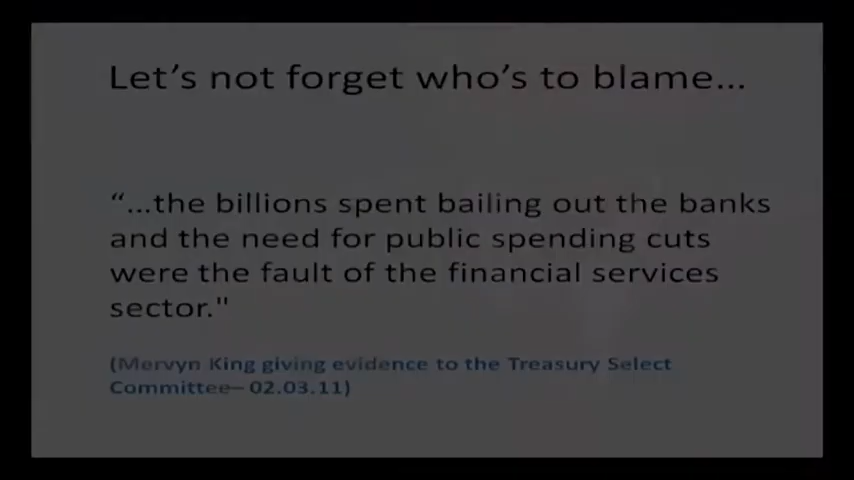 Let's not forget who's to blame...
“...the billions spent bailing out the banks
and the need for public spending cuts
were the fault of the financial services
sector."
(Mervyn King giving evidence to the Treasury Select
Committee– 02.03.11)